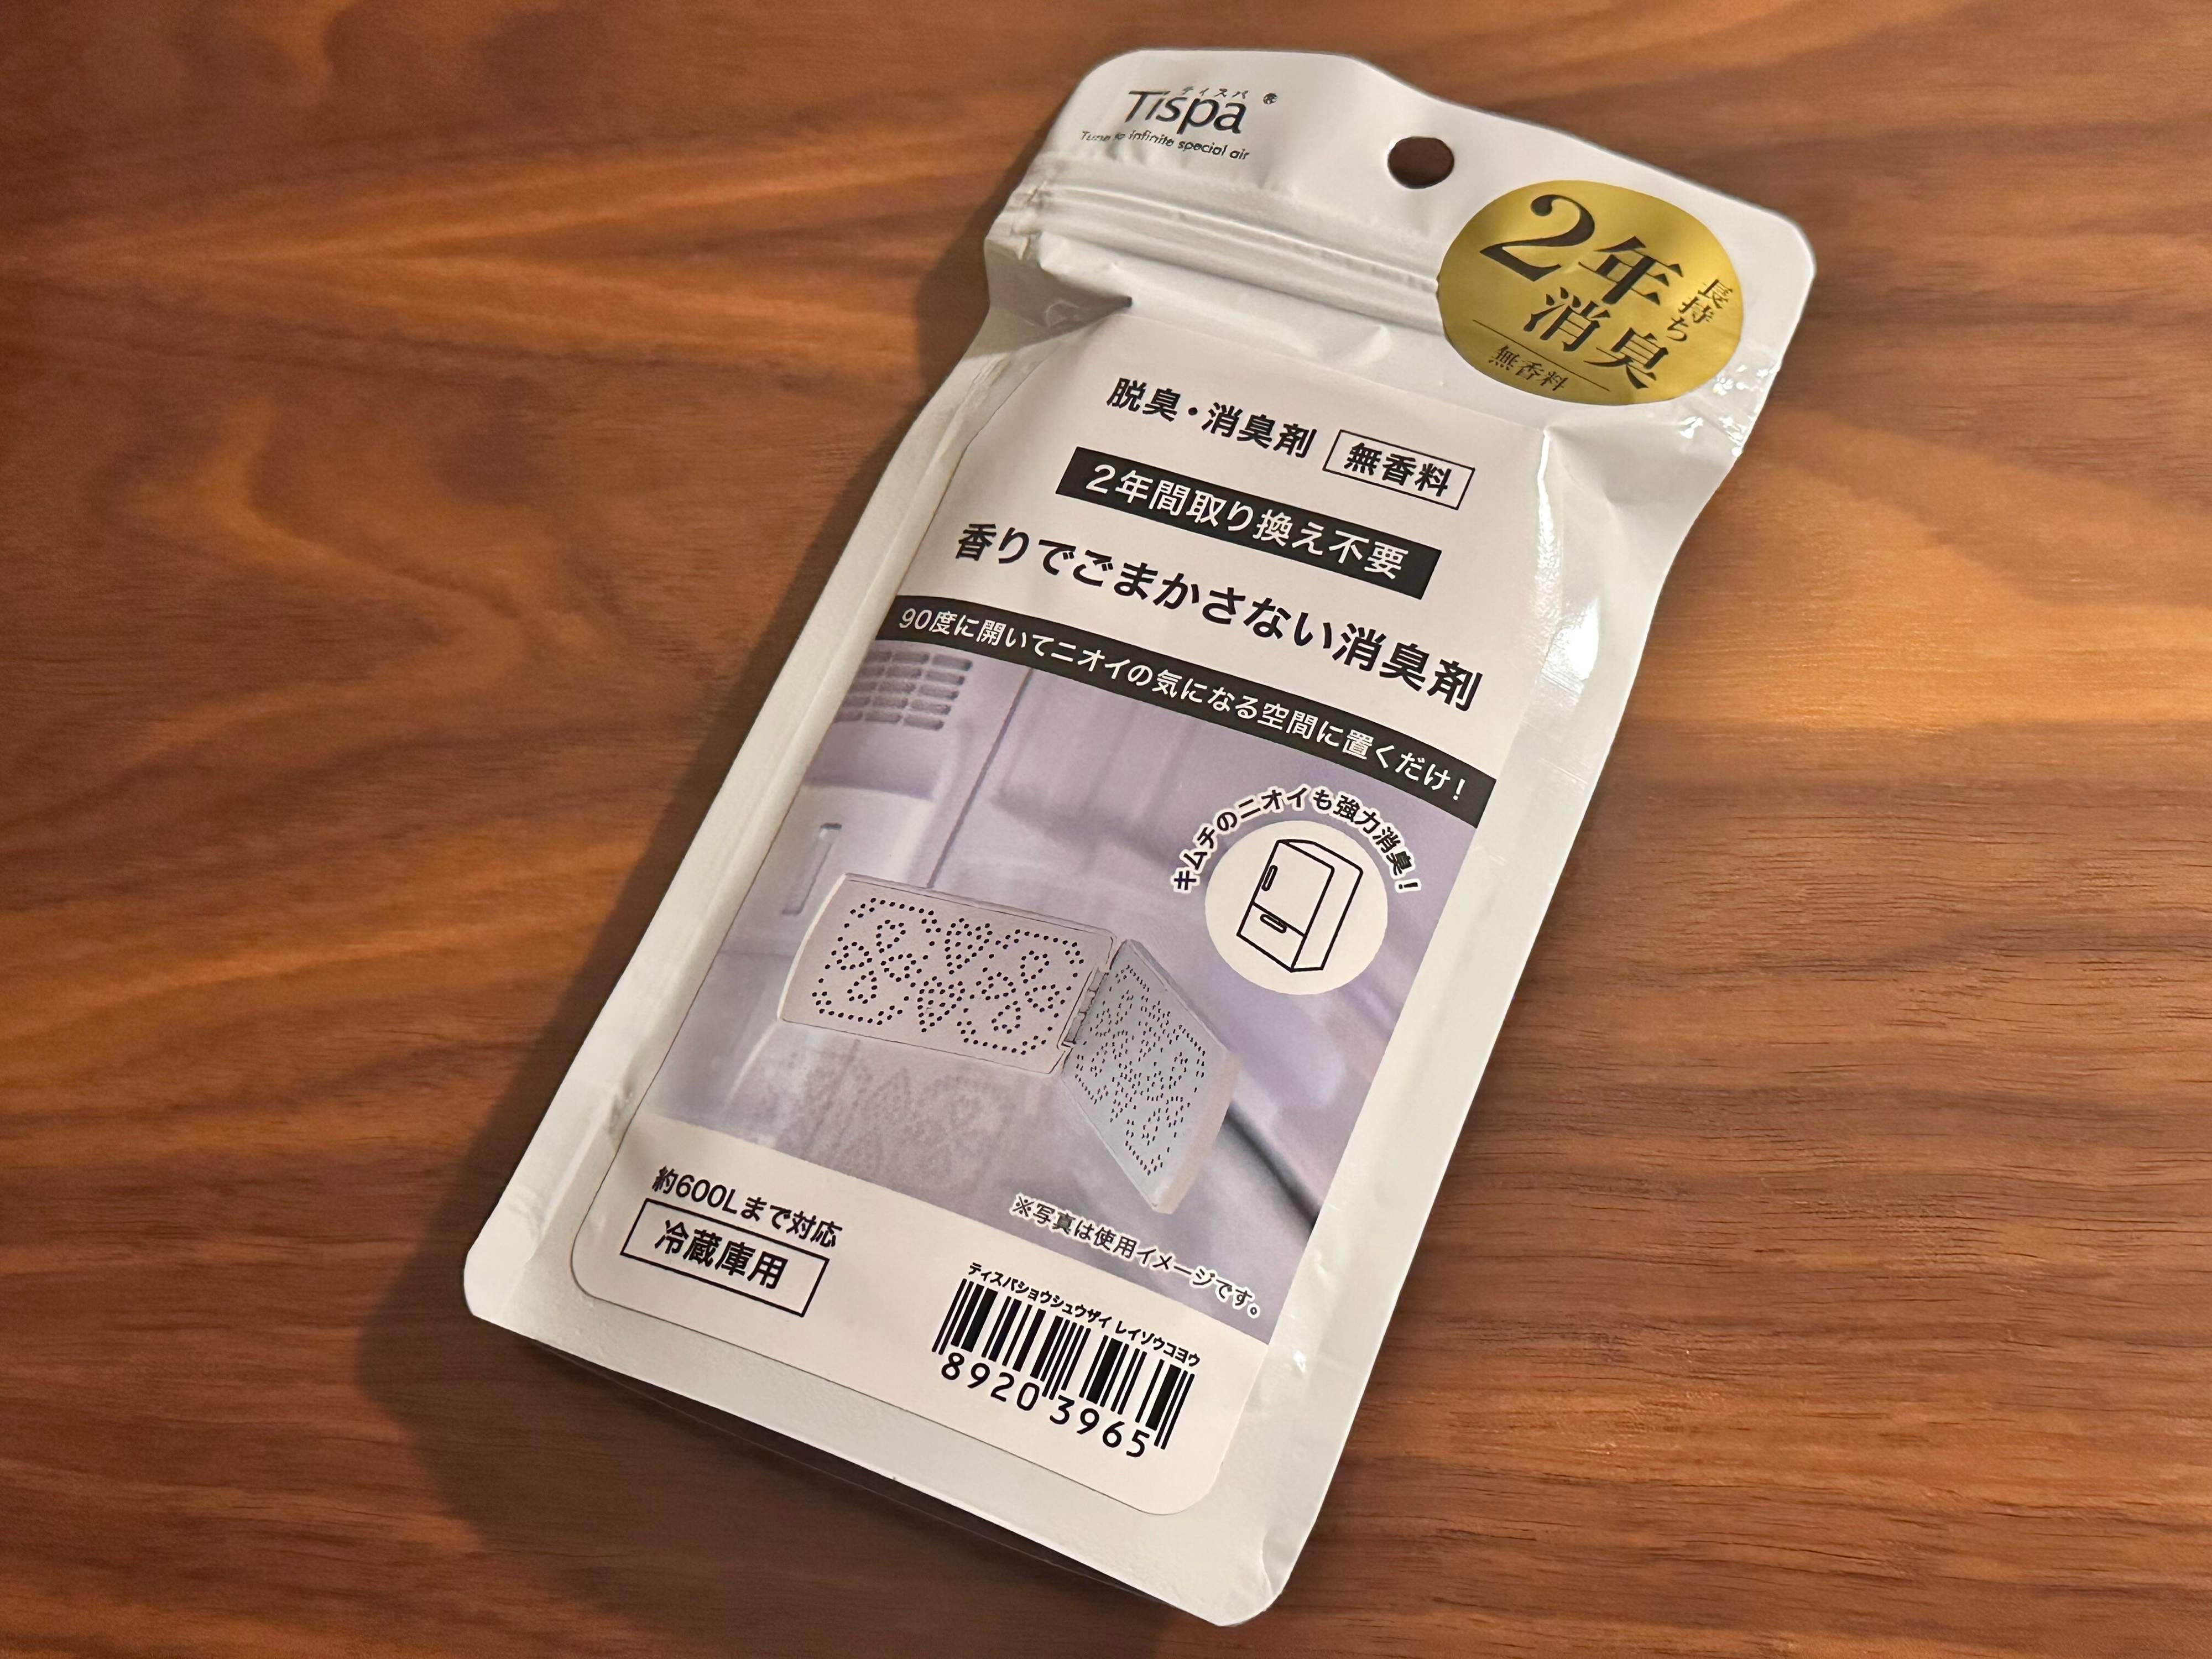 ティスパ
Tispa®
Tune to infinite special air
2年消臭
長持ち
無香料
脱臭・消臭剤 無香料
2年間取り換え不要
香りでごまかさない消臭剤
90度に開いてニオイの気になる空間に置くだけ！
キムチのニオイも強力消臭！
※写真は使用イメージです。
約600Lまで対応
冷蔵庫用
ティスパショウシュウザイ レイゾウコヨウ
8920 3965